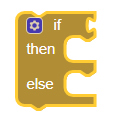 if
then
else